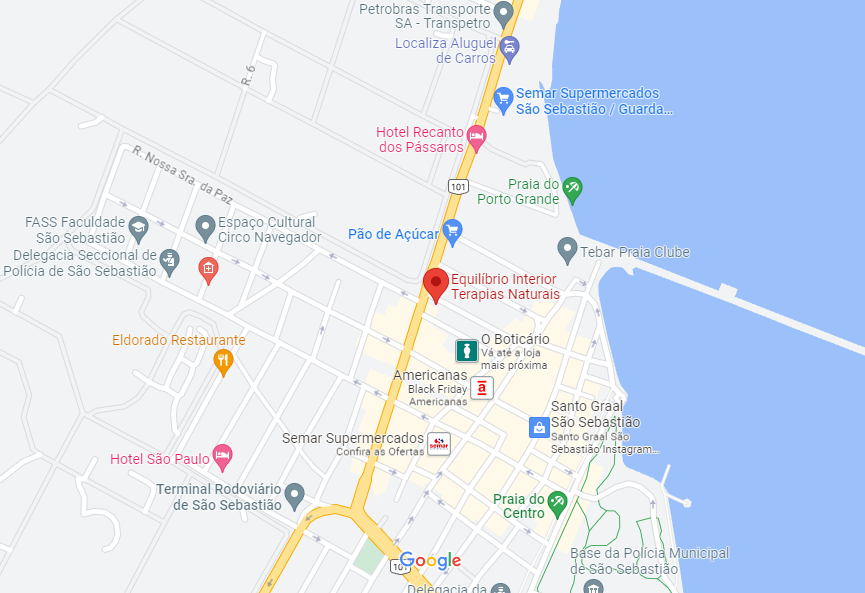 Petrobras Transporte
SA - Transpetro
Localiza Aluguel
de Carros
R. 6
Semar Supermercados
São Sebastião / Guarda...
Hotel Recanto
dos Pássaros
R. Nossa Sra. da Paz
101
Praia do
Porto Grande
FASS Faculdade
São Sebastião
Espaço Cultural
Circo Navegador
Pão de Açúcar
Delegacia Seccional de
Polícia de São Sebastião
Tebar Praia Clube
Equilíbrio Interior
Terapias Naturais
Eldorado Restaurante
O Boticário
Vá até a loja
mais próxima
Americanas
Black Friday
Americanas
a
Santo Graal
São Sebastião
Santo Graal São
Sebastião Instagram...
Semar Supermercados
Confira as Ofertas
semar
Hotel São Paulo
Terminal Rodoviário
de São Sebastião
Praia do
Centro
Google
101
Base da Polícia Municipal
de São Sebastião
Delegacia da